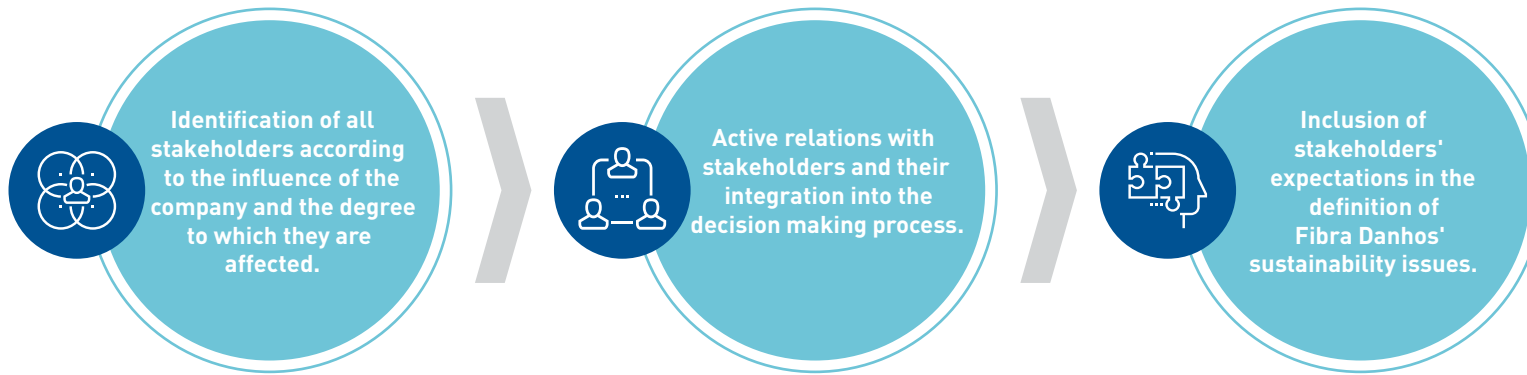 Identification of all
stakeholders according
to the influence of the
company and the degree
to which they are
affected.
Active relations with
stakeholders and their
integration into the
decision making process.
Inclusion of
stakeholders'
expectations in the
definition of
Fibra Danhos'
sustainability issues.